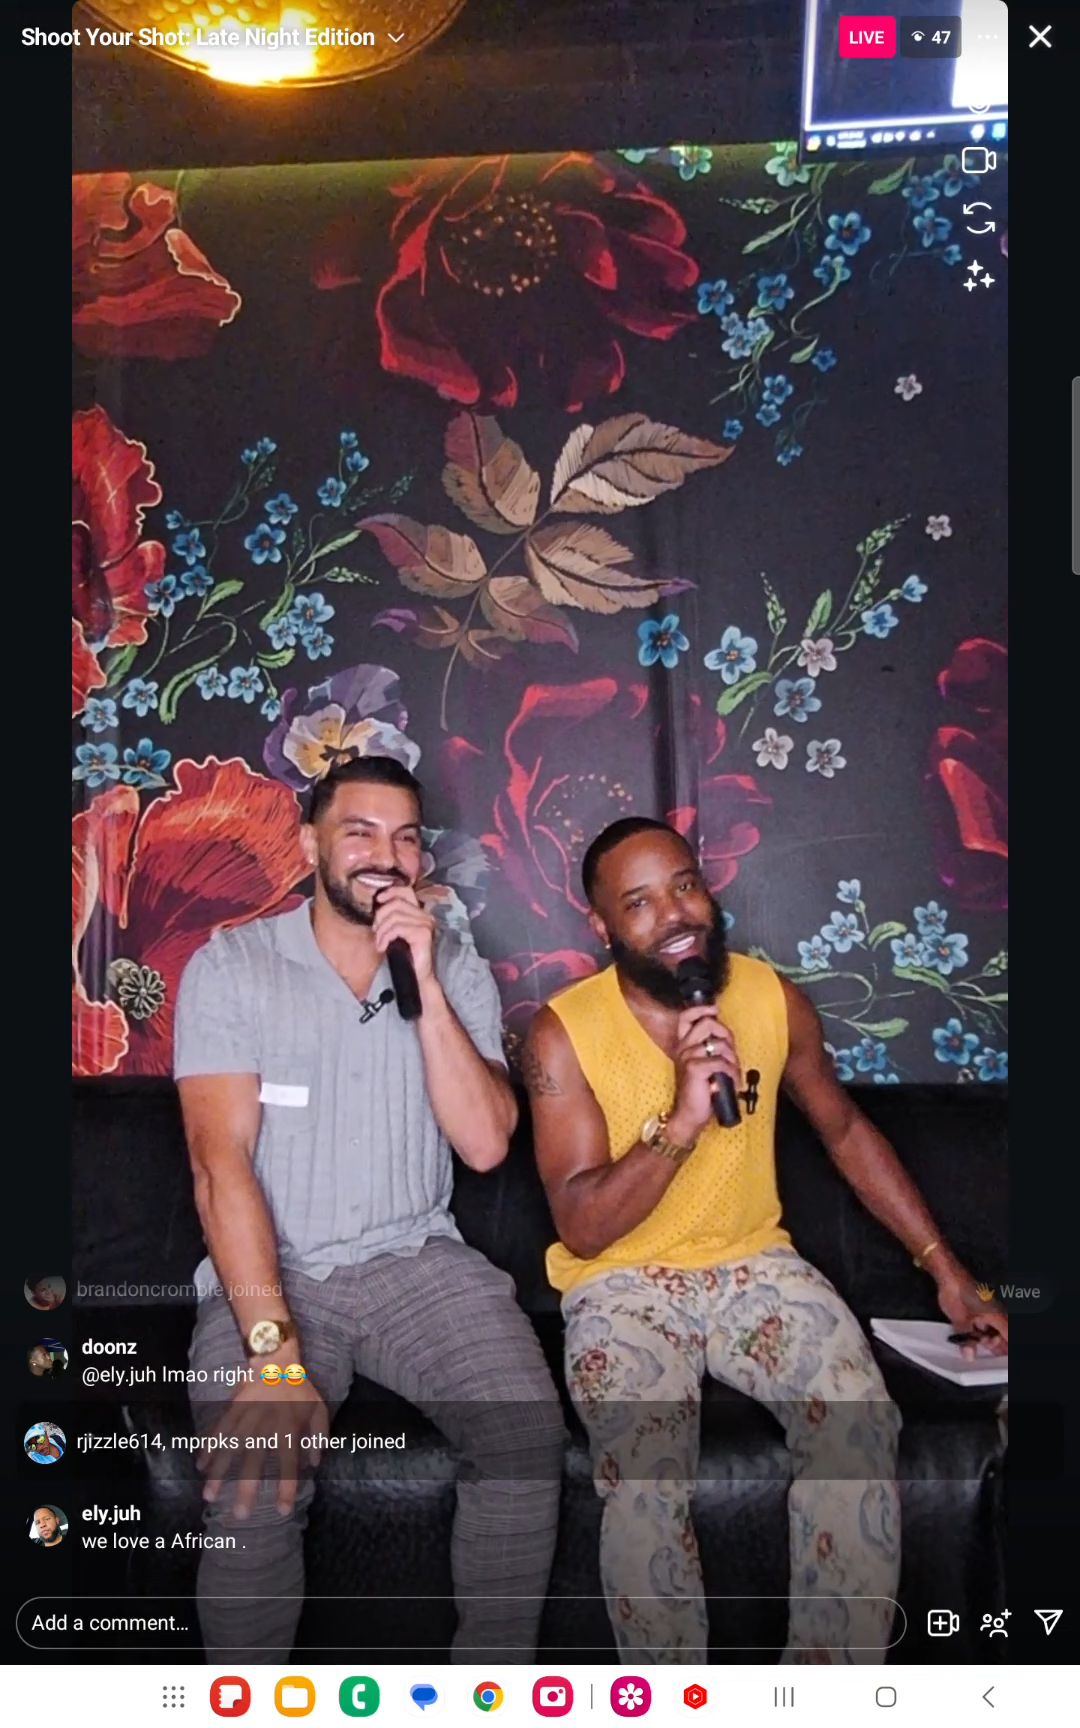 Shoot Your Shot: Late Night Edition
LIVE
47
brandoncromble joined
Wave
doonz
@ely.juh lmao right 😂😂
rjizzle614, mprpks and 1 other joined
ely.juh
we love a African .
Add a comment...